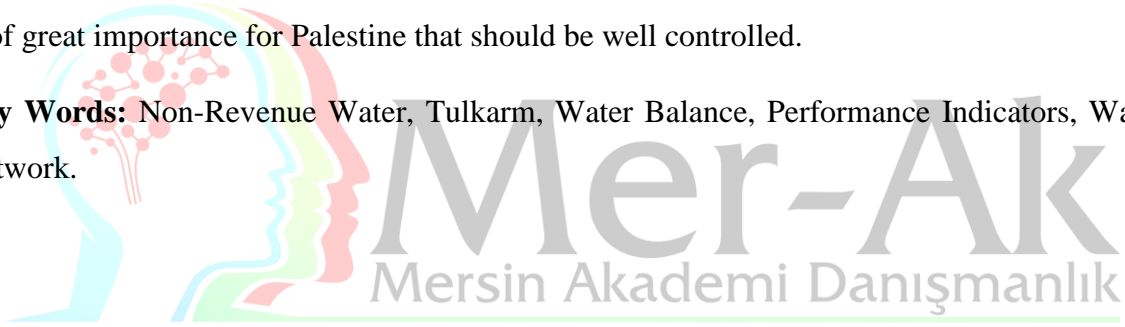 of great importance for Palestine that should be well controlled.
y Words: Non-Revenue Water, Tulkarm, Water Balance, Performance Indicators, Wa
twork.
Mer-Ak
Mersin Akademi Danışmanlık